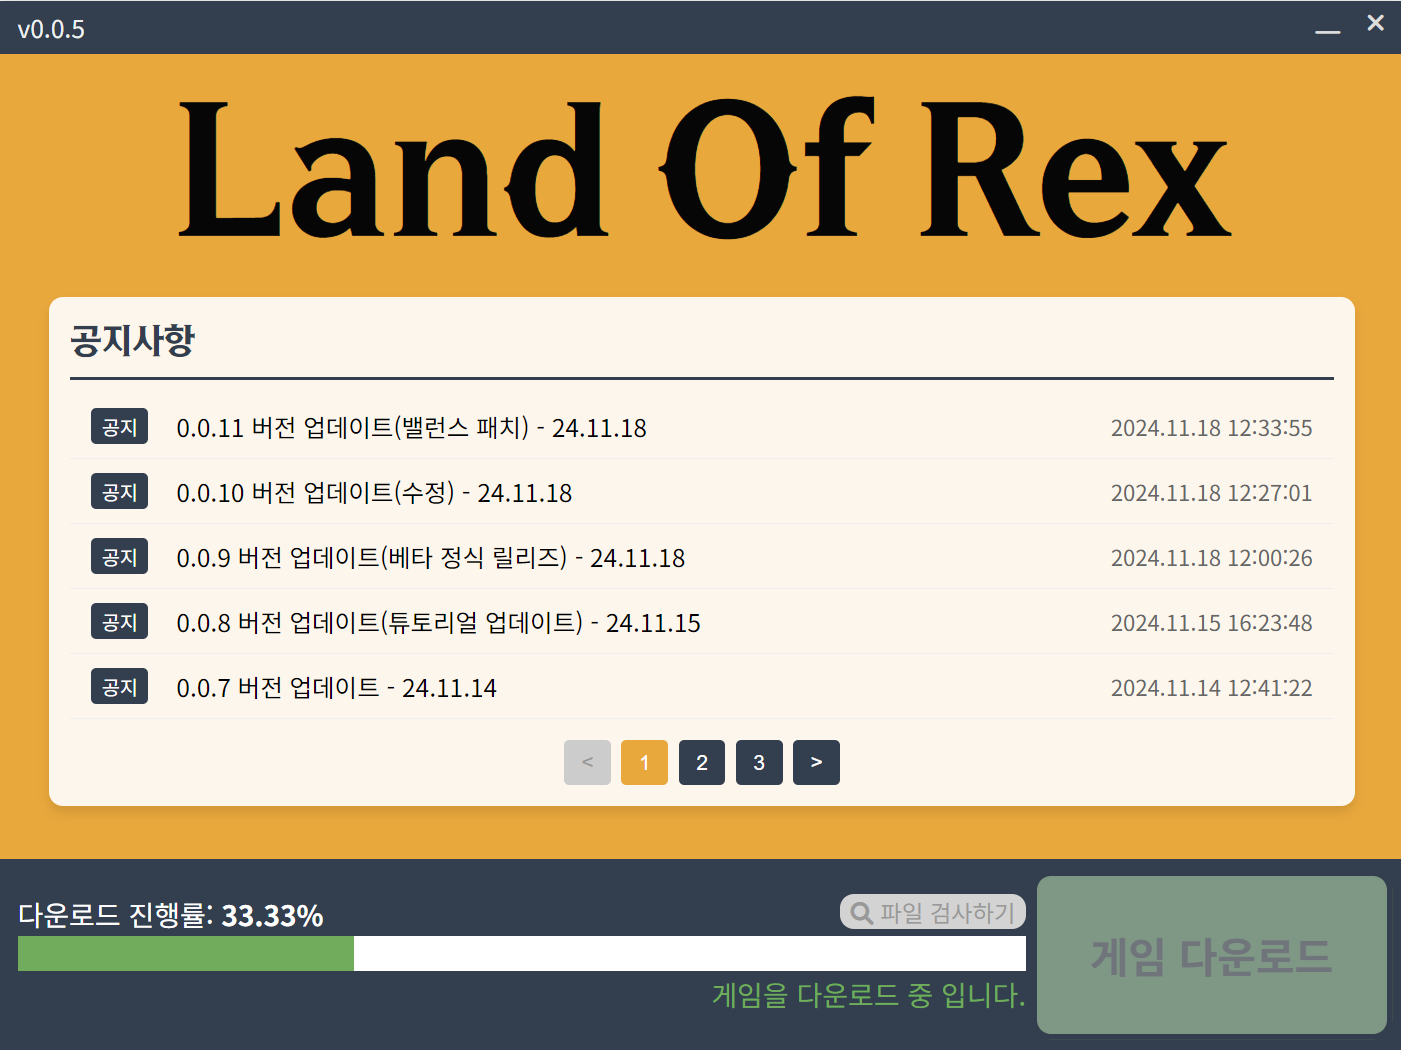 v0.0.5
Land Of Rex
공지사항
공지 0.0.11 버전 업데이트(밸런스 패치) - 24.11.18 2024.11.18 12:33:55
공지 0.0.10 버전 업데이트(수정) - 24.11.18 2024.11.18 12:27:01
공지 0.0.9 버전 업데이트(베타 정식 릴리즈) - 24.11.18 2024.11.18 12:00:26
공지 0.0.8 버전 업데이트(튜토리얼 업데이트) - 24.11.15 2024.11.15 16:23:48
공지 0.0.7 버전 업데이트 - 24.11.14 2024.11.14 12:41:22
< 1 2 3 >
다운로드 진행률: 33.33%
파일 검사하기
게임을 다운로드 중 입니다.
게임 다운로드